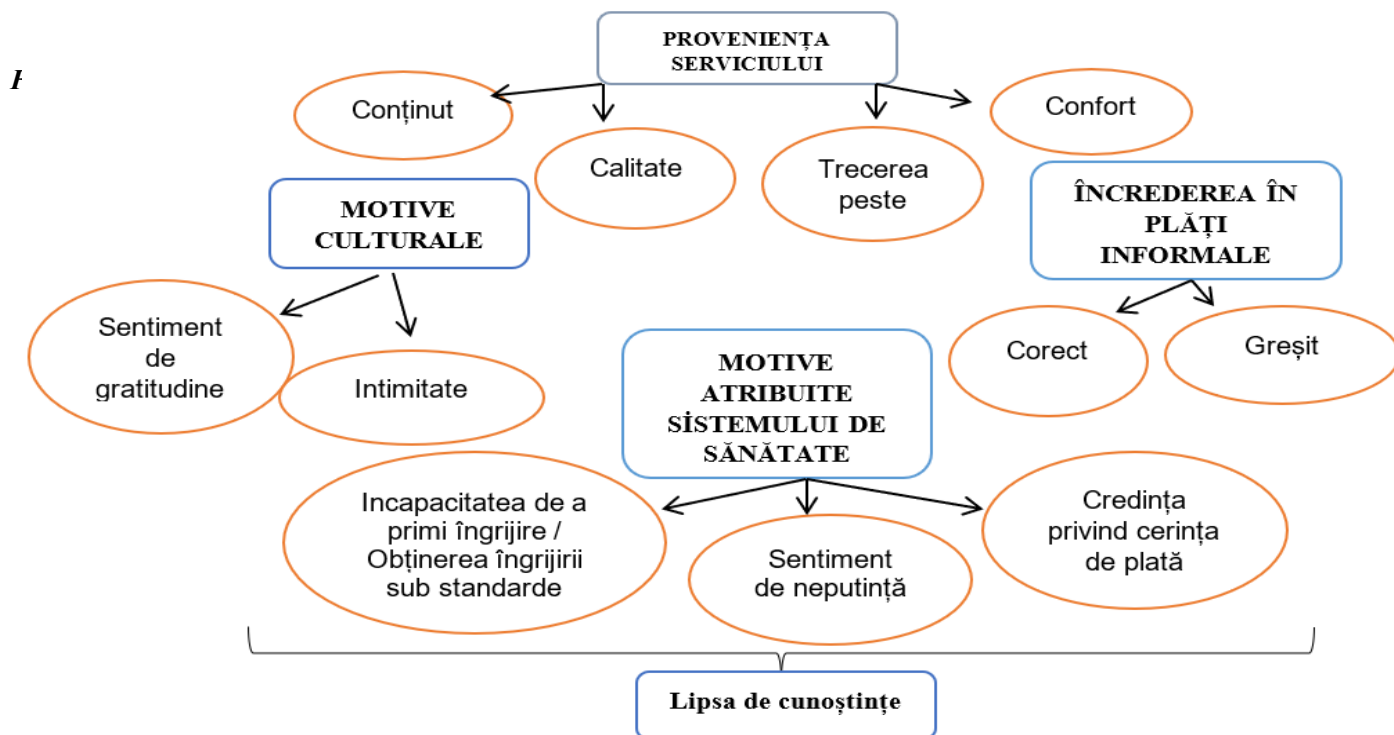 PROVENIENȚA
SERVICIULUI
Conținut
Calitate
Trecerea
peste
Confort
MOTIVE
CULTURALE
ÎNCREDEREA ÎN
PLĂȚI
INFORMALE
Sentiment
de
gratitudine
Intimitate
Corect
Greșit
MOTIVE
ATRIBUITE
SİSTEMULUI DE
SĂNĂTATE
Incapacitatea de a
primi îngrijire /
Obținerea îngrijirii
sub standarde
Sentiment
de neputință
Credința
privind cerința
de plată
Lipsa de cunoștințe